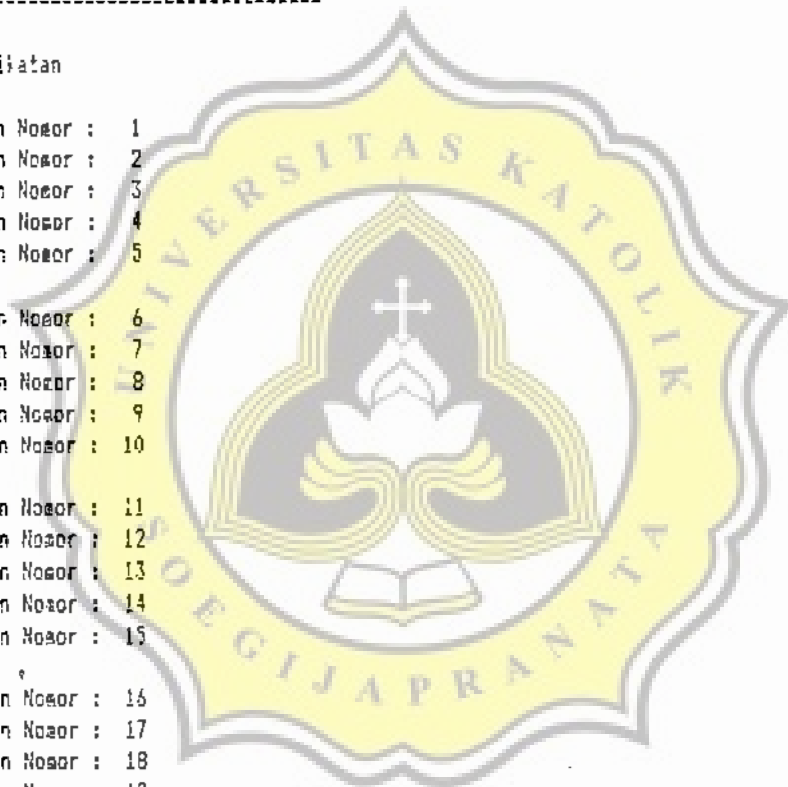 n Nomor : 1
n Nomor : 2
n Nomor : 3
n Nomor : 4
n Nomor : 5
n Nomor : 6
n Nomor : 7
n Nomor : 8
n Nomor : 9
n Nomor : 10
n Nomor : 11
n Nomor : 12
n Nomor : 13
n Nomor : 14
n Nomor : 15
n Nomor : 16
n Nomor : 17
n Nomor : 18
UNIVERSITAS KATOLIK
SOEGIJAPRANATA